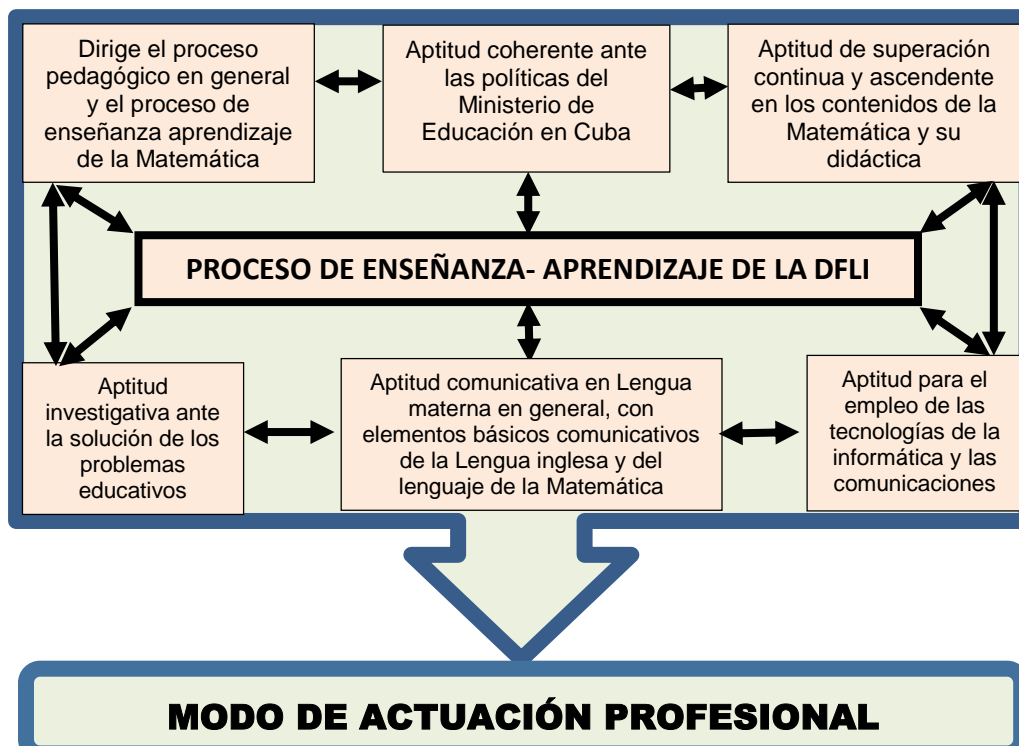 Dirige el proceso
pedagógico en general
y el proceso de
enseñanza aprendizaje
de la Matemática
Aptitud coherente ante
las políticas del
Ministerio de
Educación en Cuba
Aptitud de superación
continua y ascendente
en los contenidos de la
Matemática y su
didáctica
PROCESO DE ENSEÑANZA- APRENDIZAJE DE LA DFLI
Aptitud
investigativa ante
la solución de los
problemas
educativos
Aptitud comunicativa en Lengua
materna en general, con
elementos básicos comunicativos
de la Lengua inglesa y del
lenguaje de la Matemática
Aptitud para el
empleo de las
tecnologías de la
informática y las
comunicaciones
MODO DE ACTUACIÓN PROFESIONAL